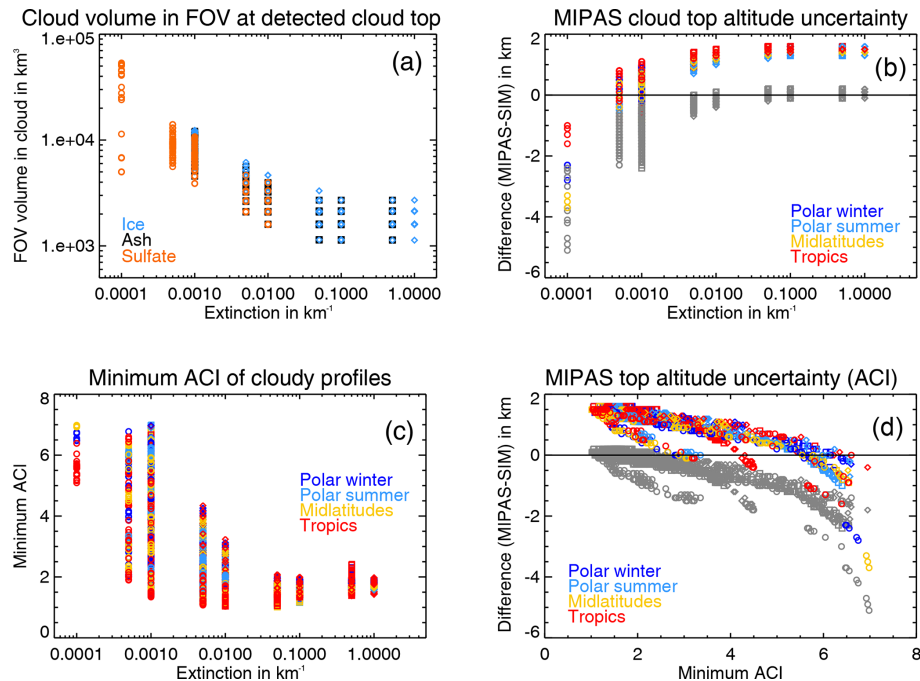 Cloud volume in FOV at detected cloud top
(a)
FOV volume in cloud in km³
1.e+05
1.e+04
1.e+03
Ice
Ash
Sulfate
0.0001 0.0010 0.0100 0.1000 1.0000
Extinction in km⁻¹
MIPAS cloud top altitude uncertainty
(b)
Difference (MIPAS-SIM) in km
2
0
-2
-4
-6
Polar winter
Polar summer
Midlatitudes
Tropics
0.0001 0.0010 0.0100 0.1000 1.0000
Extinction in km⁻¹
Minimum ACI of cloudy profiles
(c)
Minimum ACI
8
6
4
2
0
Polar winter
Polar summer
Midlatitudes
Tropics
0.0001 0.0010 0.0100 0.1000 1.0000
Extinction in km⁻¹
MIPAS top altitude uncertainty (ACI)
(d)
Difference (MIPAS-SIM) in km
2
0
-2
-4
-6
Polar winter
Polar summer
Midlatitudes
Tropics
0 2 4 6 8
Minimum ACI